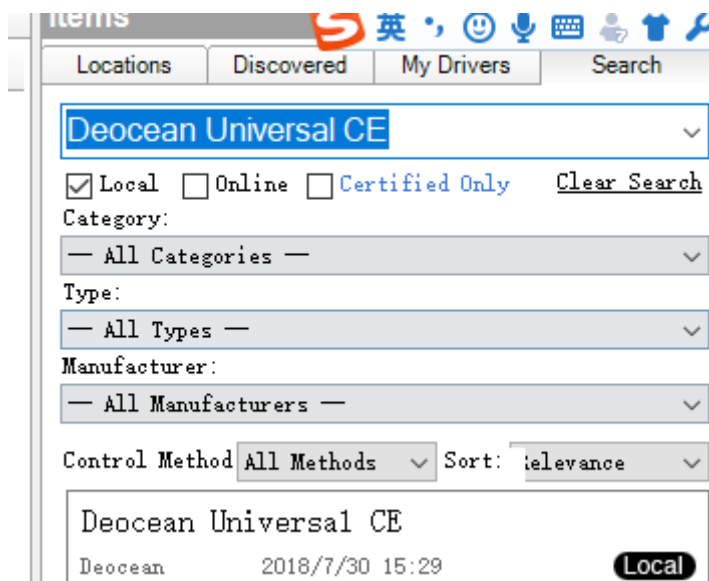 Items
英
Locations Discovered My Drivers Search
Deocean Universal CE
Local Online Certified Only Clear Search
Category:
— All Categories —
Type:
— All Types —
Manufacturer:
— All Manufacturers —
Control Method All Methods Sort: Relevance
Deocean Universal CE
Deocean 2018/7/30 15:29 Local